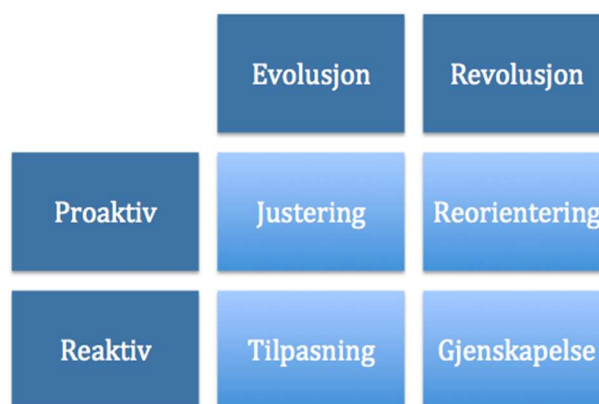 Evolusjon
Revolusjon
Proaktiv
Justering
Reorientering
Reaktiv
Tilpasning
Gjenskapelse